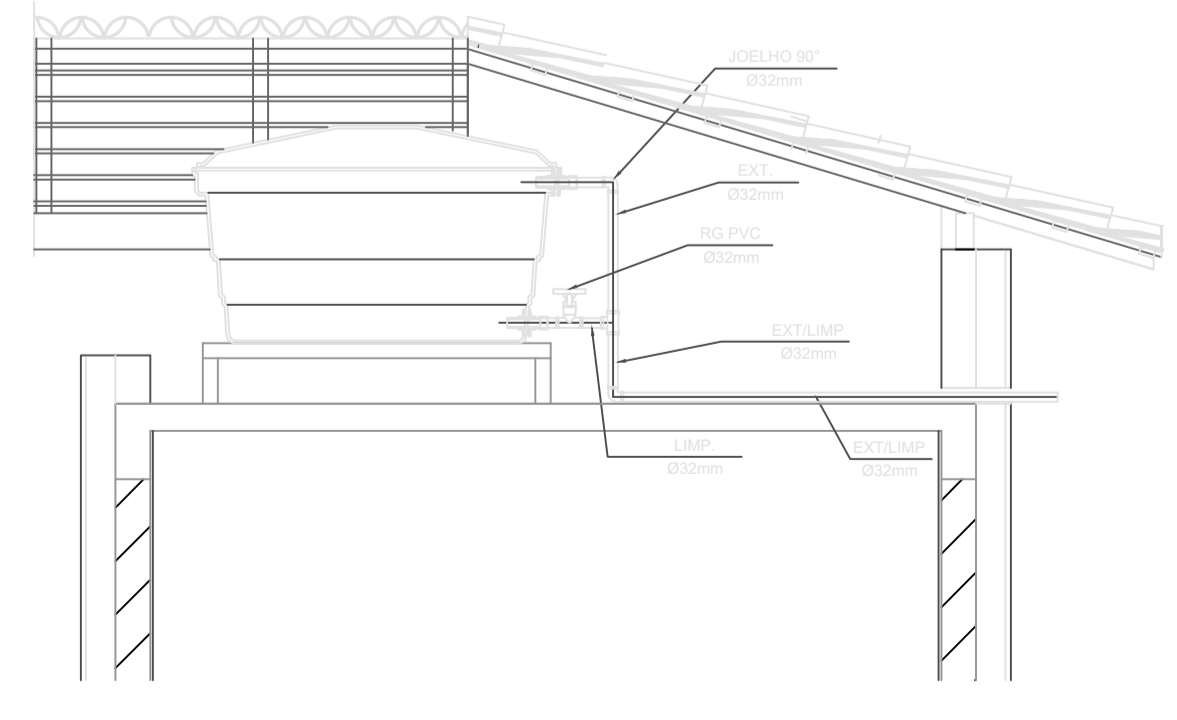 JOELHO 90°
Ø32mm
EXT.
Ø32mm
RG PVC
Ø32mm
EXT/LIMP
Ø32mm
LIMP.
Ø32mm
EXT/LIMP
Ø32mm